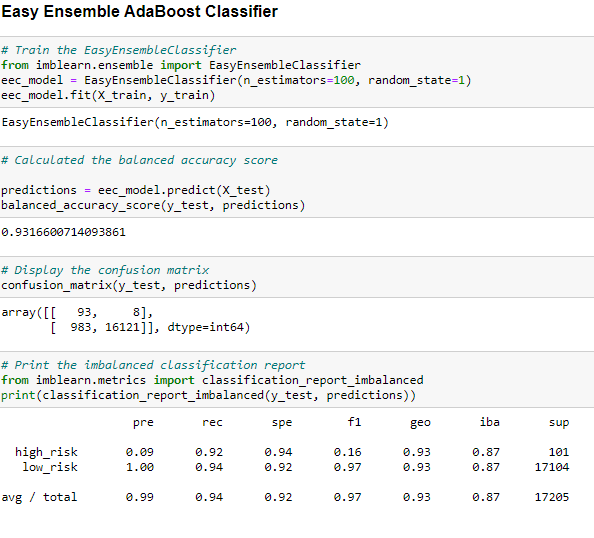 Easy Ensemble AdaBoost Classifier
# Train the EasyEnsembleClassifier
from imblearn.ensemble import EasyEnsembleClassifier
eec_model = EasyEnsembleClassifier(n_estimators=100, random_state=1)
eec_model.fit(X_train, y_train)
EasyEnsembleClassifier(n_estimators=100, random_state=1)
# Calculated the balanced accuracy score
predictions = eec_model.predict(X_test)
balanced_accuracy_score(y_test, predictions)
0.9316600714093861
# Display the confusion matrix
confusion_matrix(y_test, predictions)
array([[   93,     8],
       [  983, 16121]], dtype=int64)
# Print the imbalanced classification report
from imblearn.metrics import classification_report_imbalanced
print(classification_report_imbalanced(y_test, predictions))
pre rec spe f1 geo iba sup
high_risk 0.09 0.92 0.94 0.16 0.93 0.87 101
low_risk 1.00 0.94 0.92 0.97 0.93 0.87 17104
avg / total 0.99 0.94 0.92 0.97 0.93 0.87 17205